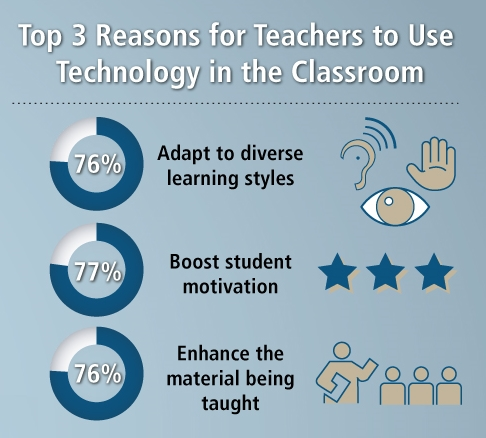 Top 3 Reasons for Teachers to Use
Technology in the Classroom
76%
Adapt to diverse
learning styles
77%
Boost student
motivation
76%
Enhance the
material being
taught